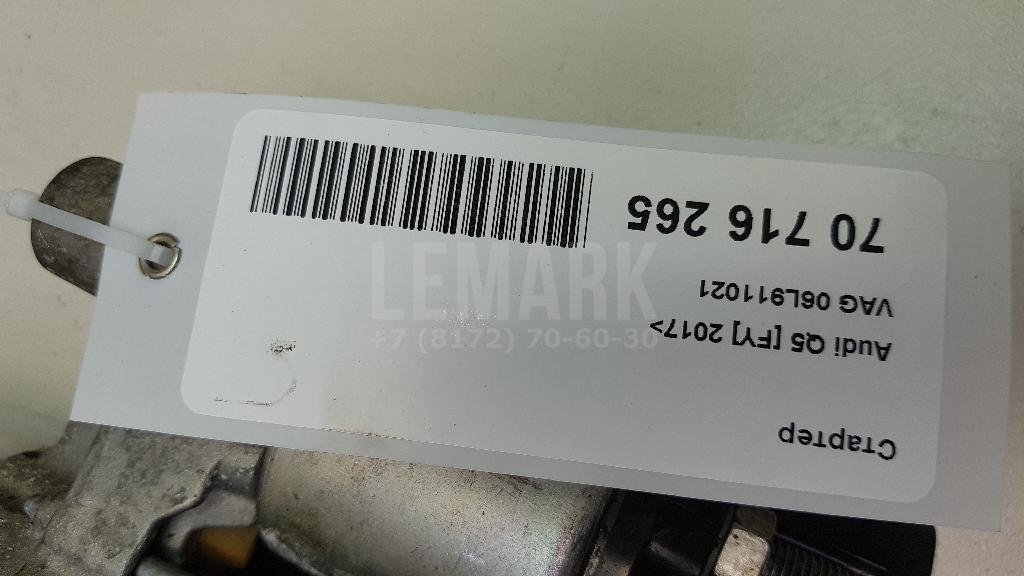 Стартер
Audi Q5 [FY] 2017>
VAG 06L911021
70 716 265
LEMARK
+7 (8172) 70-60-30